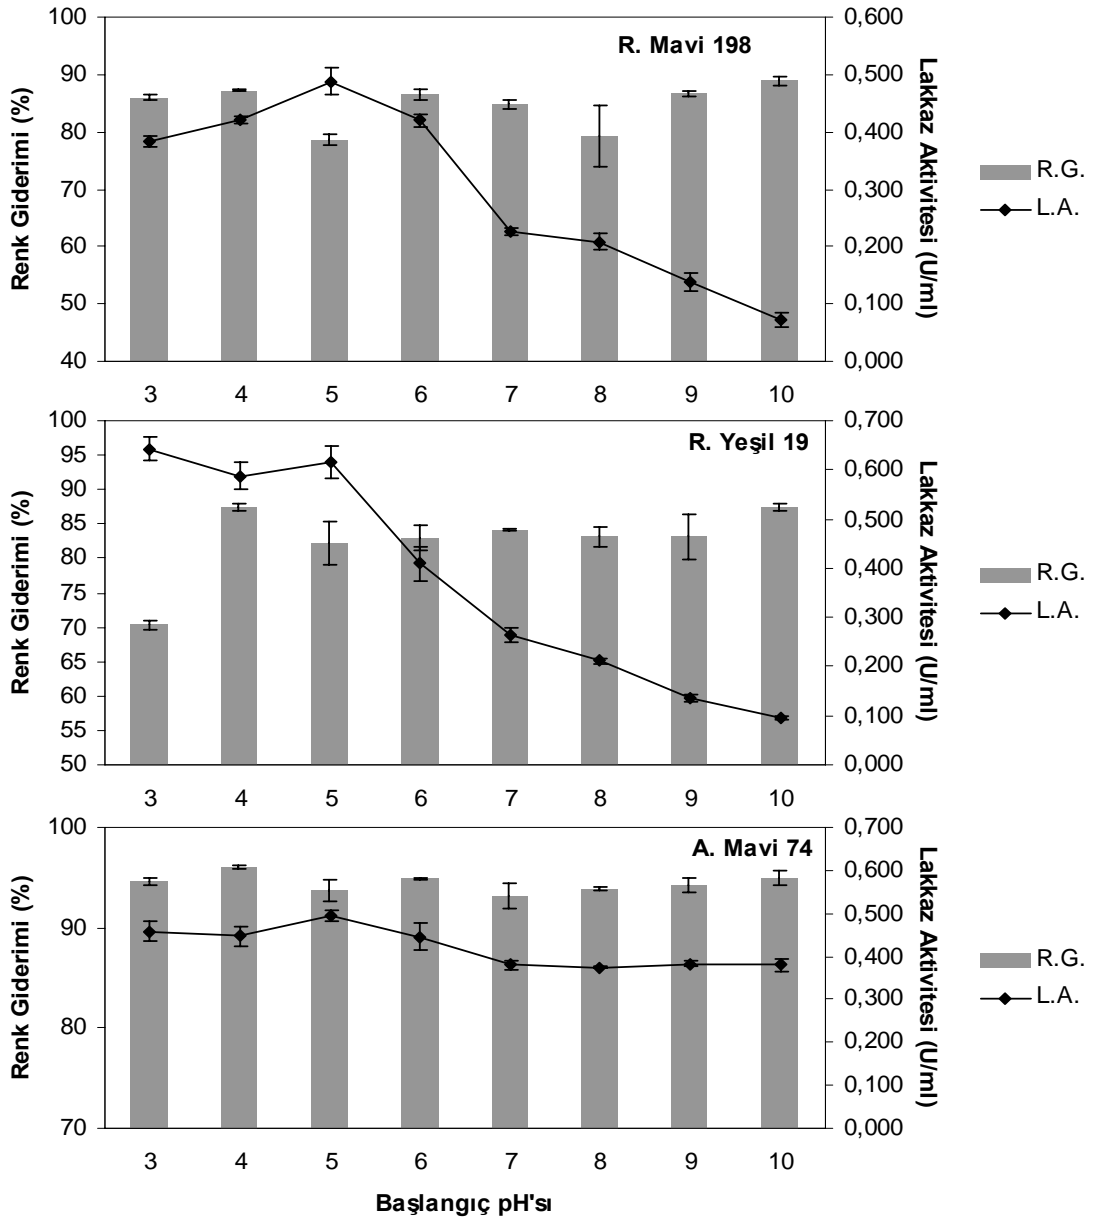 R. Mavi 198
Renk Giderimi (%)
100
90
80
70
60
50
40
0,600
0,500
0,400
0,300
0,200
0,100
0,000
Lakkaz Aktivitesi (U/ml)
3 4 5 6 7 8 9 10
R.G.
L.A.
R. Yeşil 19
Renk Giderimi (%)
100
95
90
85
80
75
70
65
60
55
50
0,700
0,600
0,500
0,400
0,300
0,200
0,100
0,000
Lakkaz Aktivitesi (U/ml)
3 4 5 6 7 8 9 10
R.G.
L.A.
A. Mavi 74
Renk Giderimi (%)
100
90
80
70
0,700
0,600
0,500
0,400
0,300
0,200
0,100
0,000
Lakkaz Aktivitesi (U/ml)
3 4 5 6 7 8 9 10
R.G.
L.A.
Başlangıç pH'sı